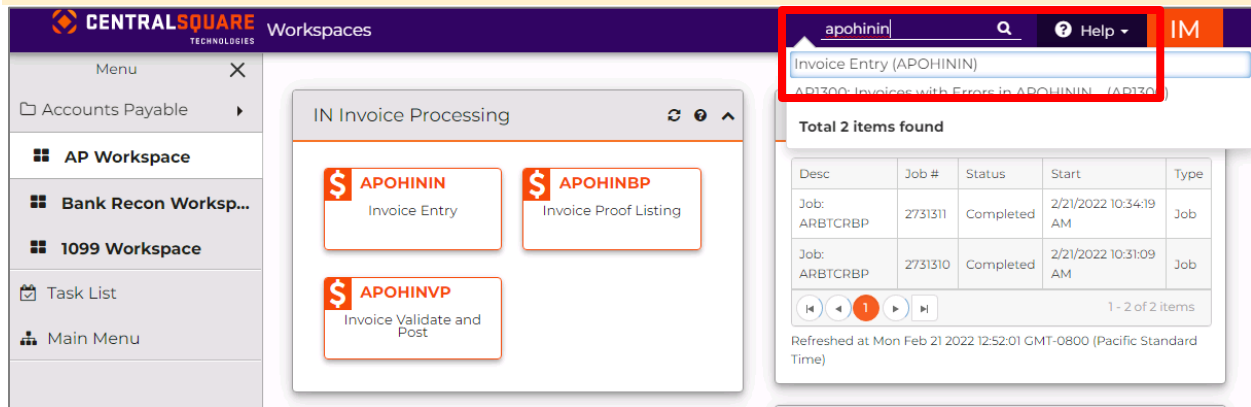 CENTRALSQUARE
TECHNOLOGIES
Workspaces
apohinin
Help
IM
Invoice Entry (APOHININ)
AP1300: Invoices with Errors in APOHININ... (AP1300)
Total 2 items found
Menu
Accounts Payable
AP Workspace
Bank Recon Worksp...
1099 Workspace
Task List
Main Menu
IN Invoice Processing
$ APOHININ
Invoice Entry
$ APOHINBP
Invoice Proof Listing
$ APOHINVP
Invoice Validate and
Post
Desc Job # Status Start Type
Job:
ARBTCRBP 2731311 Completed 2/21/2022 10:34:19
AM Job
Job:
ARBTCRBP 2731310 Completed 2/21/2022 10:31:09
AM Job
1
1 - 2 of 2 items
Refreshed at Mon Feb 21 2022 12:52:01 GMT-0800 (Pacific Standard
Time)